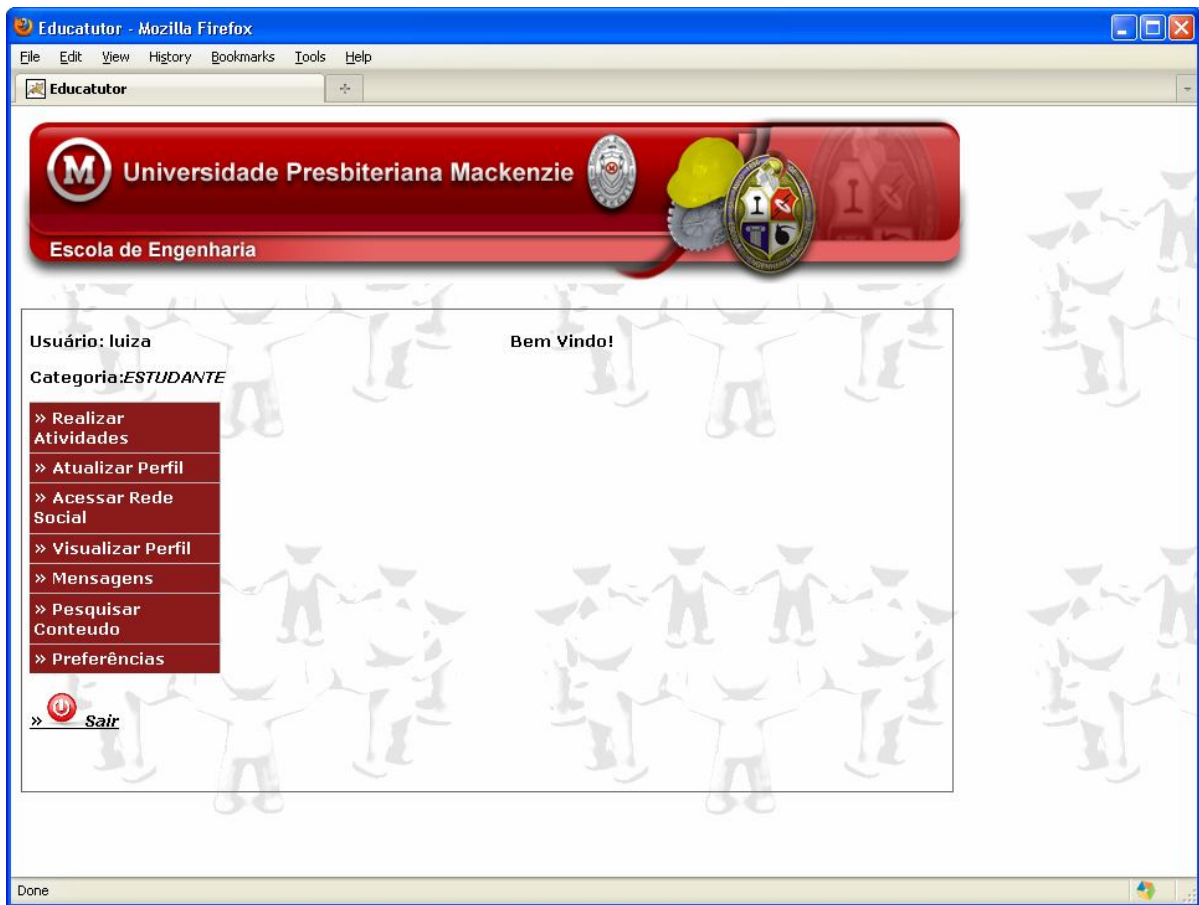 Educatutor - Mozilla Firefox
File Edit View History Bookmarks Tools Help
Educatutor
M Universidade Presbiteriana Mackenzie
Escola de Engenharia
Usuário: luiza
Bem Vindo!
Categoria:ESTUDANTE
» Realizar
Atividades
» Atualizar Perfil
» Acessar Rede
Social
» Visualizar Perfil
» Mensagens
» Pesquisar
Conteudo
» Preferências
» Sair
Done